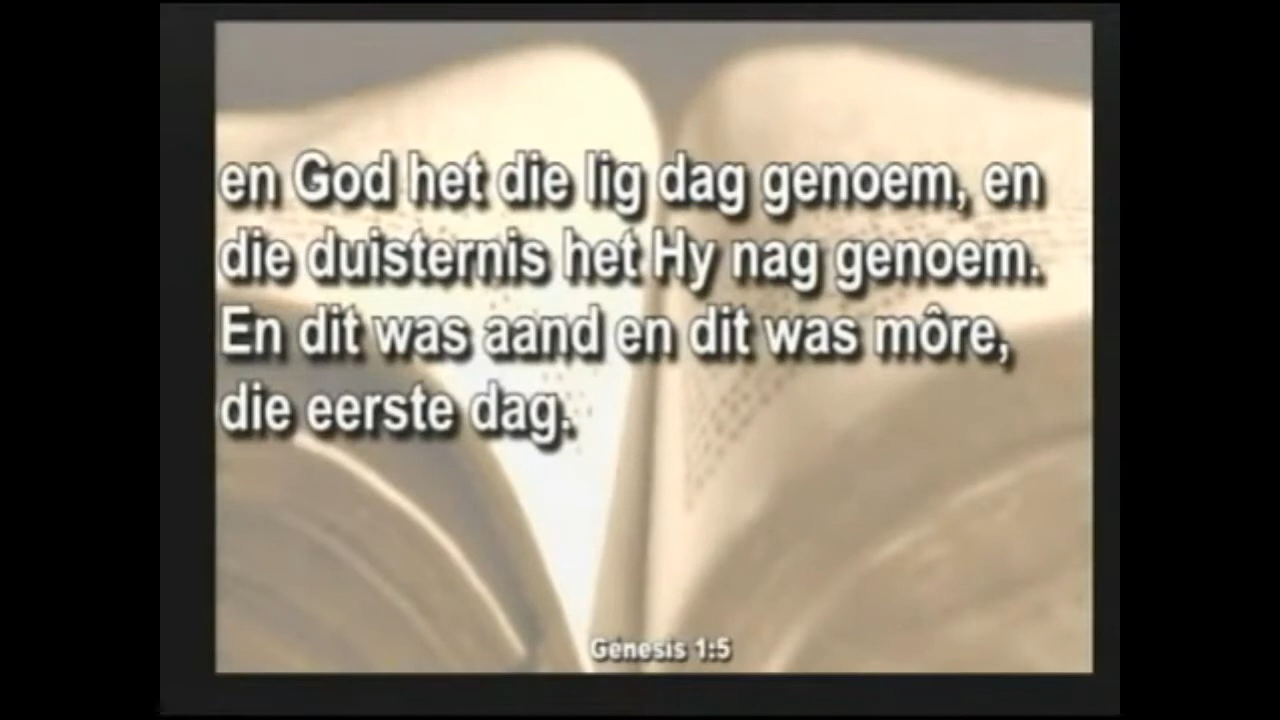 en God het die lig dag genoem, en
die duisternis het Hy nag genoem.
En dit was aand en dit was môre,
die eerste dag.
Genesis 1:5